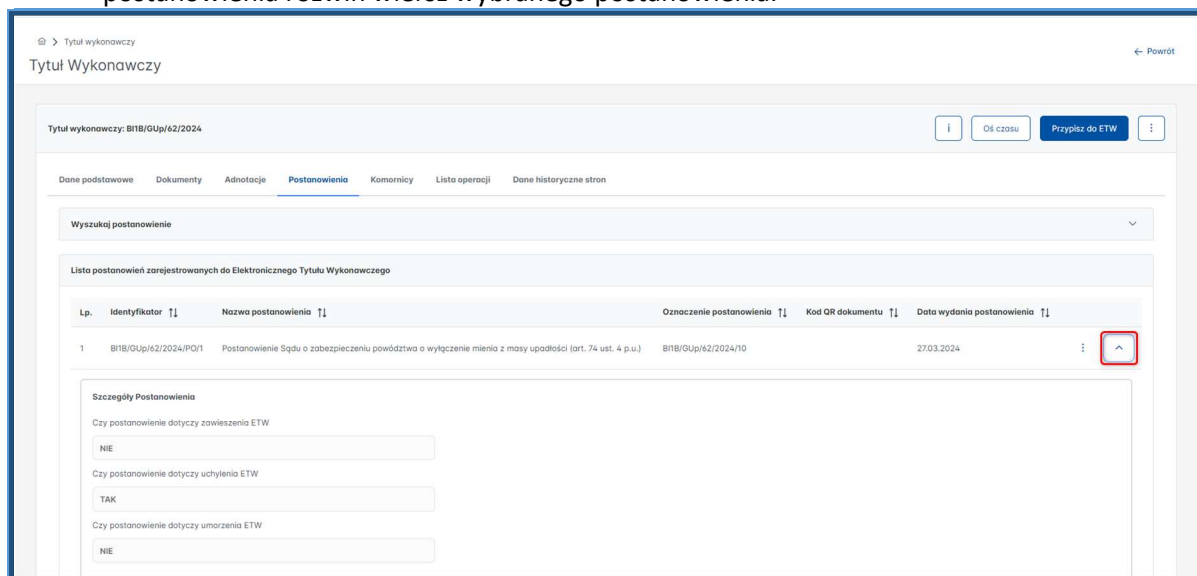 postanowienia rozwiń wiersz wybranego postanowienia.
Tytuł wykonawczy
← Powrót
Tytuł Wykonawczy
Tytuł wykonawczy: BI1B/GUp/62/2024
i Oś czasu Przypisz do ETW
Dane podstawowe Dokumenty Adnotacje Postanowienia Komornicy Lista operacji Dane historyczne stron
Wyszukaj postanowienie
Lista postanowień zarejestrowanych do Elektronicznego Tytułu Wykonawczego
Lp. Identyfikator Nazwa postanowienia Oznaczenie postanowienia Kod QR dokumentu Data wydania postanowienia
1 BI1B/GUp/62/2024/PO/1 Postanowienie Sądu o zabezpieczeniu powództwa o wyłączenie mienia z masy upadłości (art. 74 ust. 4 p.u.) BI1B/GUp/62/2024/10 27.03.2024
Szczegóły Postanowienia
Czy postanowienie dotyczy zawieszenia ETW
NIE
Czy postanowienie dotyczy uchylenia ETW
TAK
Czy postanowienie dotyczy umorzenia ETW
NIE